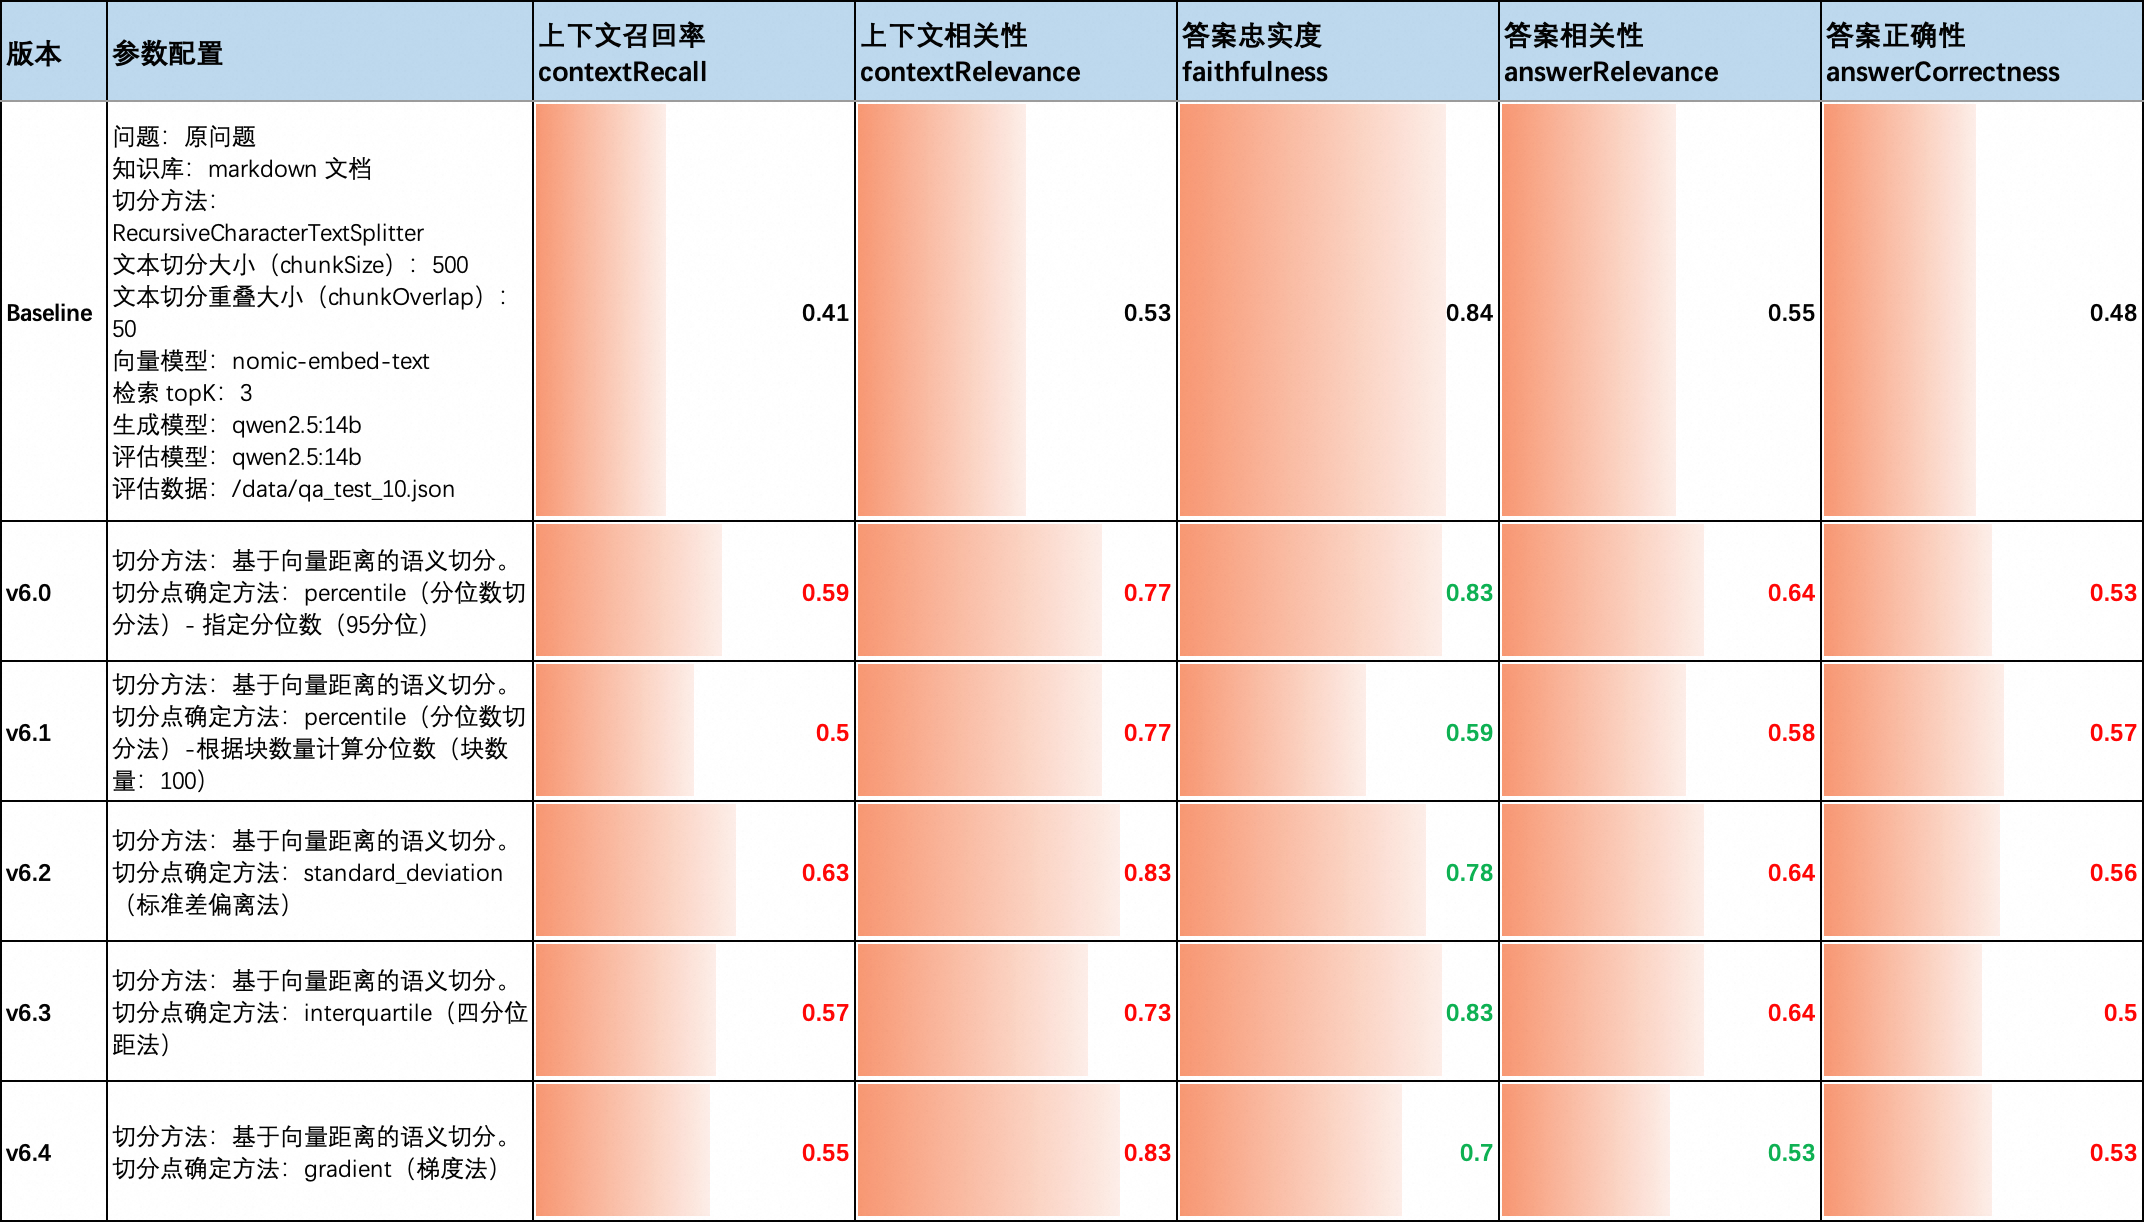 版本
参数配置
上下文召回率
contextRecall
上下文相关性
contextRelevance
答案忠实度
faithfulness
答案相关性
answerRelevance
答案正确性
answerCorrectness
Baseline
问题：原问题
知识库：markdown 文档
切分方法：
RecursiveCharacterTextSplitter
文本切分大小（chunkSize）：500
文本切分重叠大小（chunkOverlap）：
50
向量模型：nomic-embed-text
检索 topK：3
生成模型：qwen2.5:14b
评估模型：qwen2.5:14b
评估数据：/data/qa_test_10.json
0.41
0.53
0.84
0.55
0.48
v6.0
切分方法：基于向量距离的语义切分。
切分点确定方法：percentile（分位数切
分法）- 指定分位数（95分位）
0.59
0.77
0.83
0.64
0.53
v6.1
切分方法：基于向量距离的语义切分。
切分点确定方法：percentile（分位数切
分法）-根据块数量计算分位数（块数
量：100）
0.5
0.77
0.59
0.58
0.57
v6.2
切分方法：基于向量距离的语义切分。
切分点确定方法：standard_deviation
（标准差偏离法）
0.63
0.83
0.78
0.64
0.56
v6.3
切分方法：基于向量距离的语义切分。
切分点确定方法：interquartile（四分位
距法）
0.57
0.73
0.83
0.64
0.5
v6.4
切分方法：基于向量距离的语义切分。
切分点确定方法：gradient（梯度法）
0.55
0.83
0.7
0.53
0.53